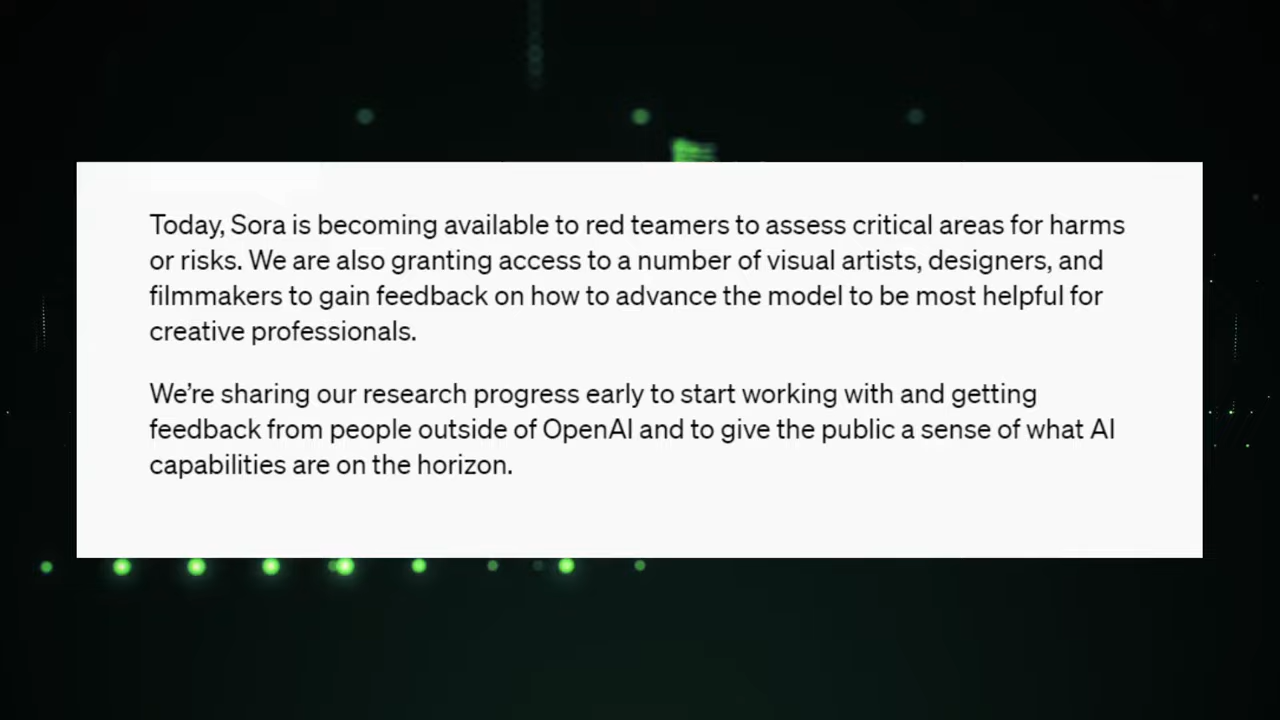 Today, Sora is becoming available to red teamers to assess critical areas for harms
or risks. We are also granting access to a number of visual artists, designers, and
filmmakers to gain feedback on how to advance the model to be most helpful for
creative professionals.
We’re sharing our research progress early to start working with and getting
feedback from people outside of OpenAI and to give the public a sense of what AI
capabilities are on the horizon.